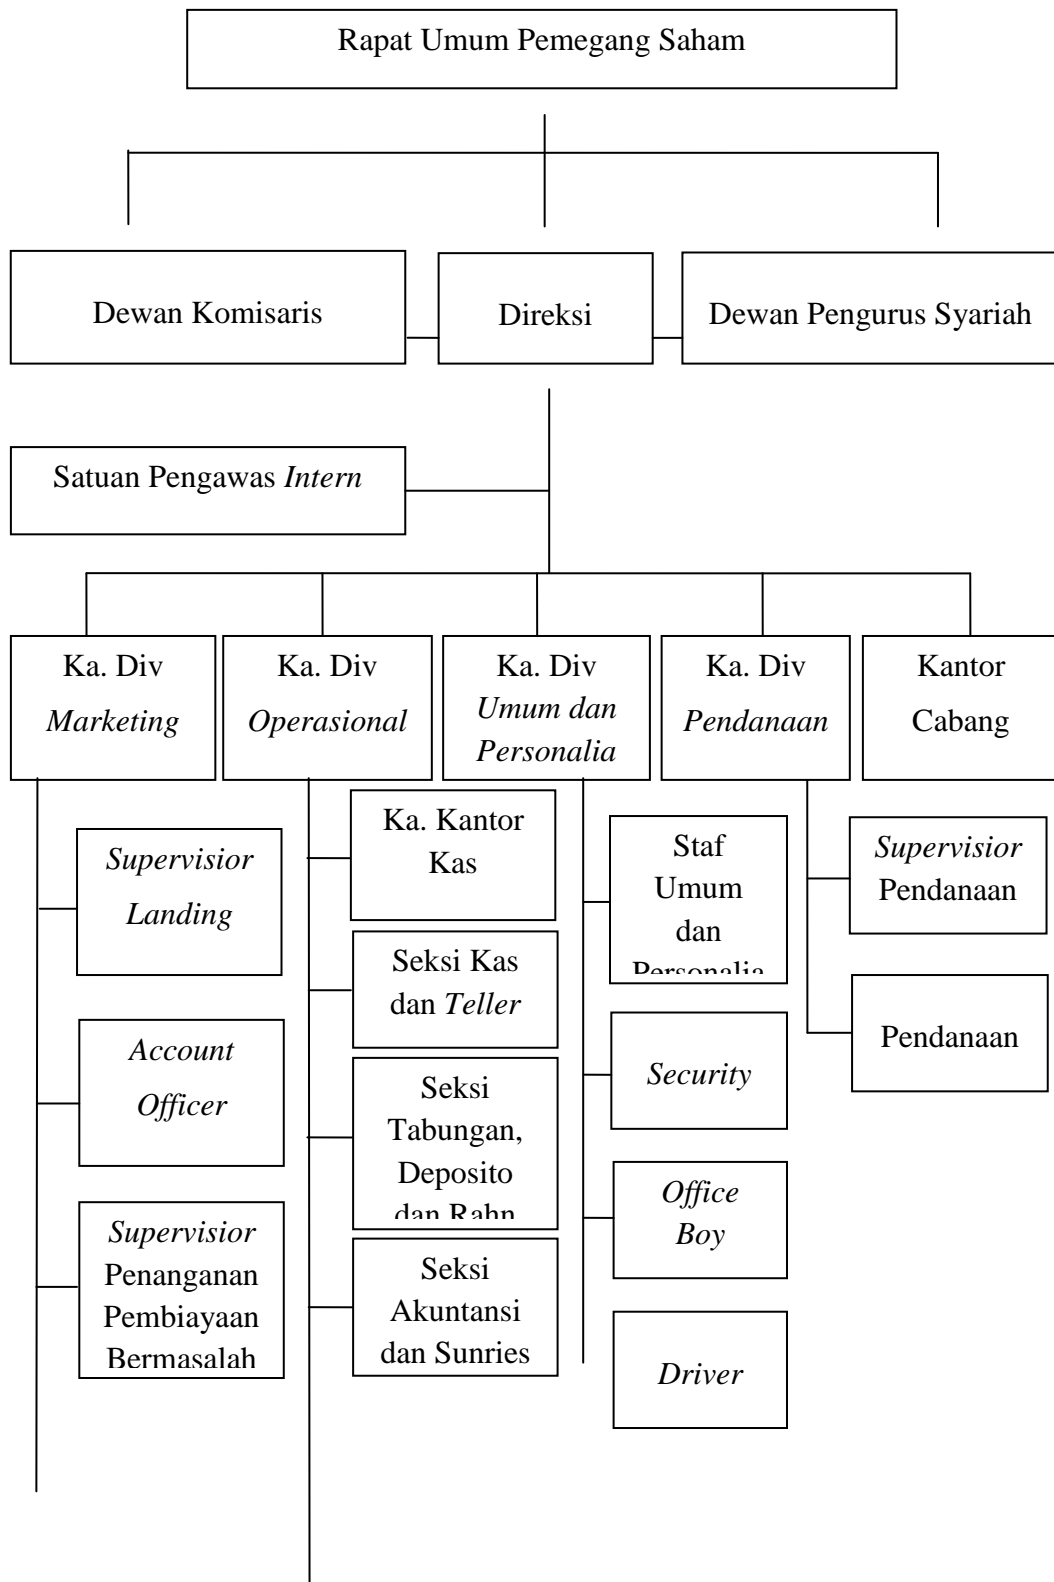 Rapat Umum Pemegang Saham
Dewan Komisaris
Direksi
Dewan Pengurus Syariah
Satuan Pengawas Intern
Ka. Div
Marketing
Ka. Div
Operasional
Ka. Div
Umum dan
Personalia
Ka. Div
Pendanaan
Kantor
Cabang
Supervisior
Landing
Account
Officer
Supervisior
Penanganan
Pembiayaan
Bermasalah
Ka. Kantor
Kas
Seksi Kas
dan Teller
Seksi
Tabungan,
Deposito
dan Rahn
Seksi
Akuntansi
dan Sunries
Staf
Umum
dan
Personalia
Security
Office
Boy
Driver
Supervisior
Pendanaan
Pendanaan